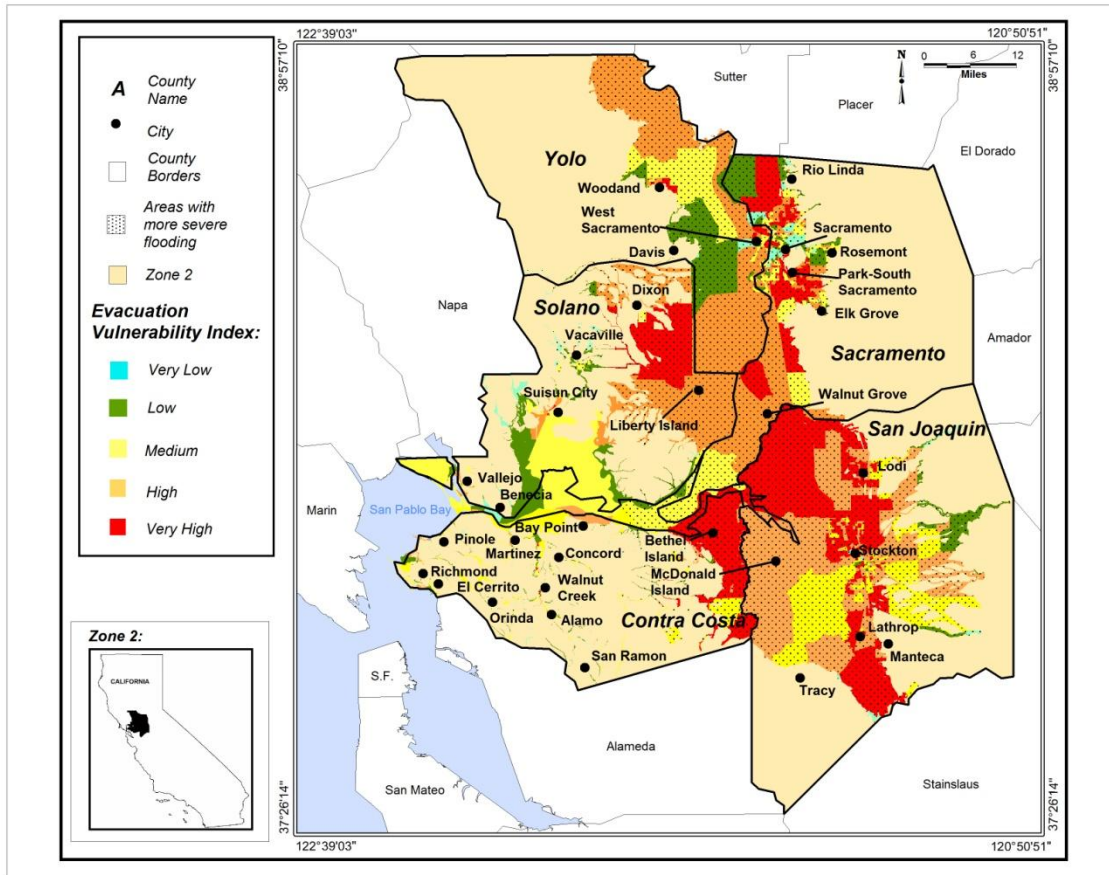 A
County
Name
City
County
Borders
Areas with
more severe
flooding
Zone 2
Evacuation
Vulnerability Index:
Very Low
Low
Medium
High
Very High
Zone 2:
CALIFORNIA
122°39'03"
120°50'51"
38°57'10"
38°57'10"
N
0 6 12
Miles
Sutter
Placer
El Dorado
Yolo
Rio Linda
Woodand
West
Sacramento
Sacramento
Davis
Rosemont
Park-South
Sacramento
Napa
Solano
Dixon
Elk Grove
Vacaville
Sacramento
Amador
Suisun City
Liberty Island
Walnut Grove
San Joaquin
Lodi
Vallejo
Benecia
Marin
San Pablo Bay
Bay Point
Pinole
Martinez
Concord
Bethel
Island
Stockton
McDonald
Island
Richmond
El Cerrito
Walnut
Creek
Orinda
Alamo
Contra Costa
Lathrop
Manteca
San Ramon
Tracy
S.F.
Alameda
San Mateo
Stainslaus
37°26'14"
37°26'14"
122°39'03"
120°50'51"